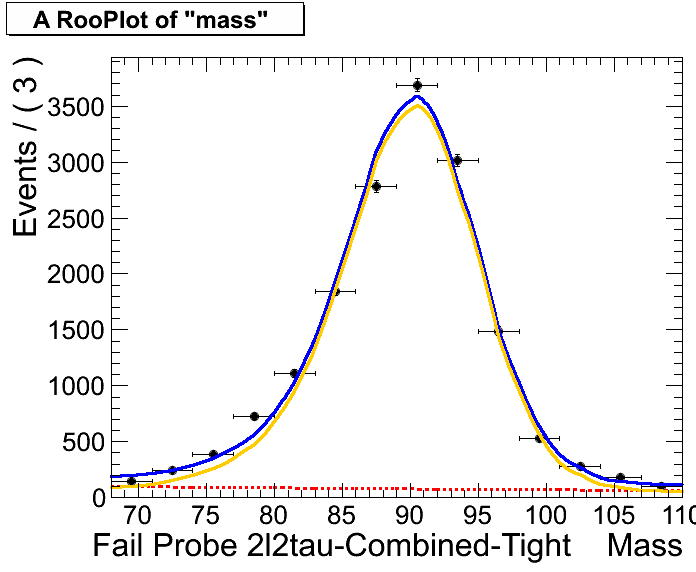 A RooPlot of "mass"
Events / ( 3 )
3500
3000
2500
2000
1500
1000
500
0
70 75 80 85 90 95 100 105 110
Fail Probe 2l2tau-Combined-Tight Mass